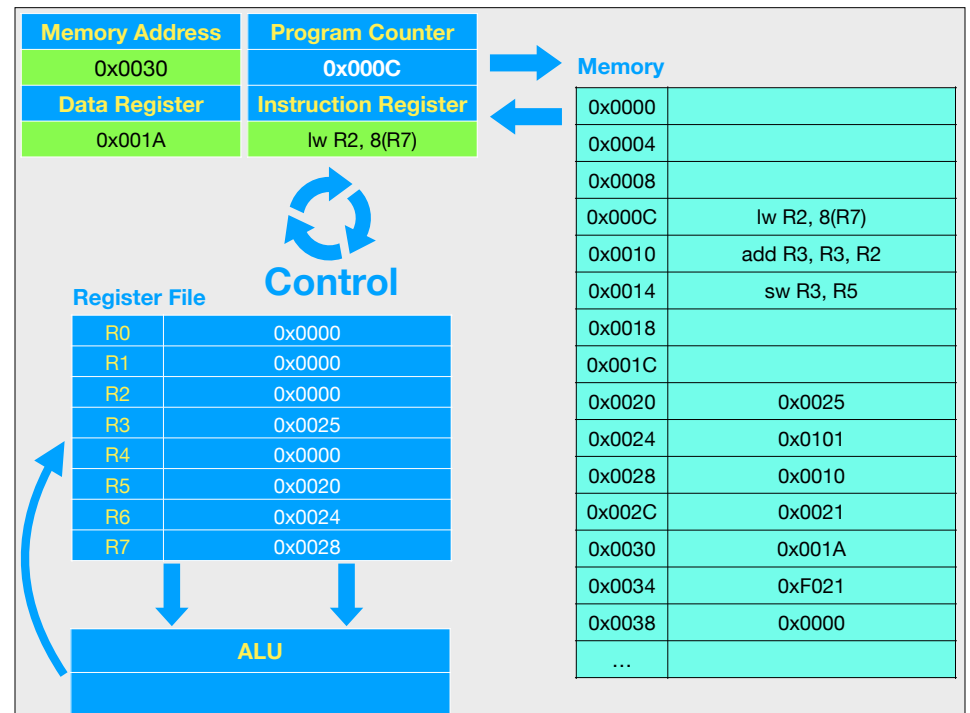 Memory Address Program Counter
0x0030 0x000C
Data Register Instruction Register
0x001A lw R2, 8(R7)
Control
Register File
R0 0x0000
R1 0x0000
R2 0x0000
R3 0x0025
R4 0x0000
R5 0x0020
R6 0x0024
R7 0x0028
ALU
Memory
0x0000
0x0004
0x0008
0x000C lw R2, 8(R7)
0x0010 add R3, R3, R2
0x0014 sw R3, R5
0x0018
0x001C
0x0020 0x0025
0x0024 0x0101
0x0028 0x0010
0x002C 0x0021
0x0030 0x001A
0x0034 0xF021
0x0038 0x0000
…